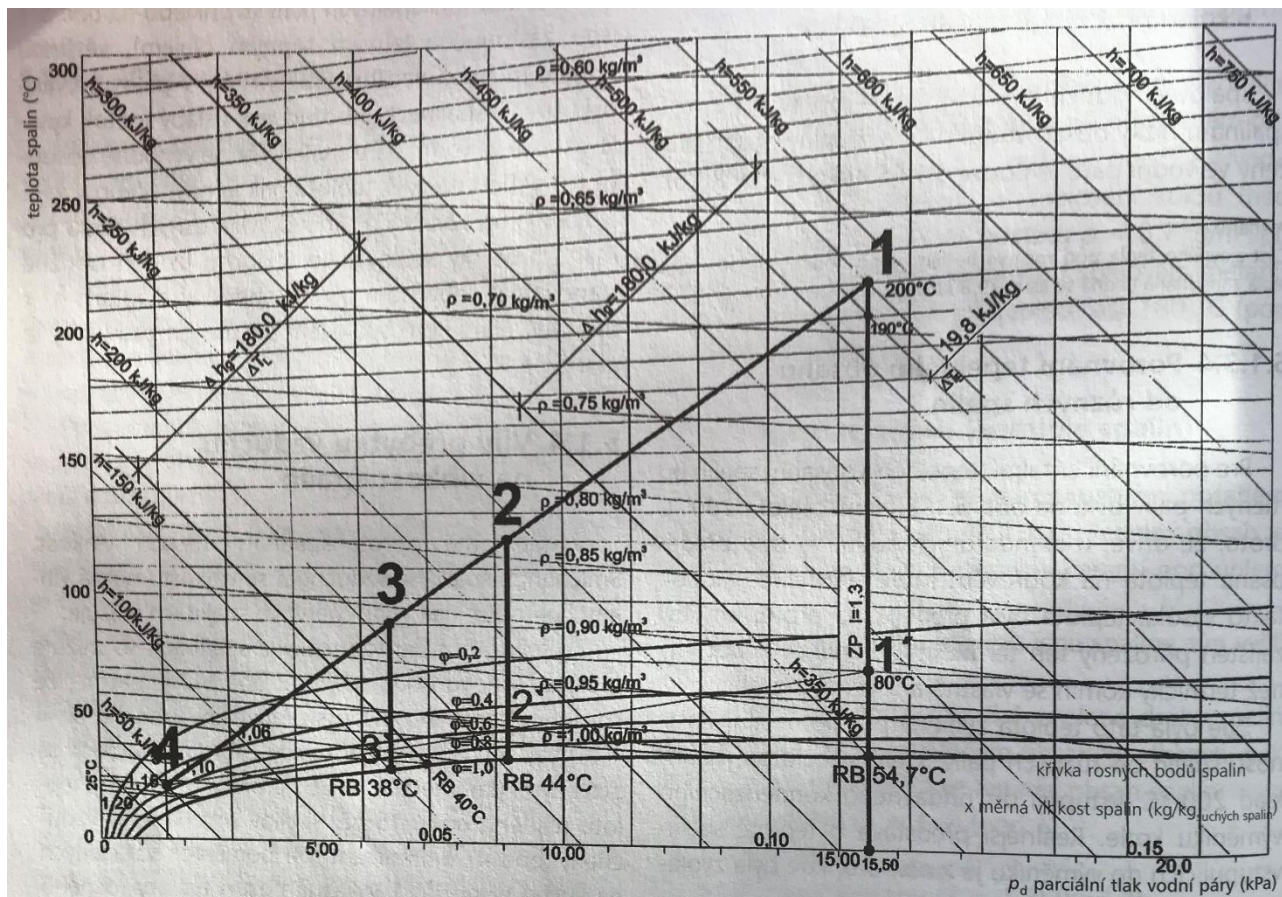 teplota spalin (°C)
300
250
200
150
100
50
25°C
0
h=300 kJ/kg
h=350 kJ/kg
h=400 kJ/kg
h=450 kJ/kg
h=500 kJ/kg
h=550 kJ/kg
h=600 kJ/kg
h=650 kJ/kg
h=700 kJ/kg
h=750 kJ/kg
h=250 kJ/kg
h=200 kJ/kg
h=150 kJ/kg
h=100kJ/kg
h=50 kJ/kg
h=350 kJ/kg
ρ =0,60 kg/m³
ρ =0,65 kg/m³
ρ =0,70 kg/m³
ρ =0,75 kg/m³
ρ =0,80 kg/m³
ρ =0,85 kg/m³
ρ =0,90 kg/m³
ρ =0,95 kg/m³
ρ =1,00 kg/m³
=180,0 kJ/kg
=180,0 kJ/kg
19,8 kJ/kg
1
200°C
190°C
2
3
4
ZP l=1,3
1'
80°C
2'
3'
φ=0,2
φ=0,4
φ=0,6
φ=0,8
φ=1,0
1,06
1,10
1,20
RB 38°C
RB 40°C
RB 44°C
RB 54,7°C
křivka rosných bodů spalin
x měrná vlhkost spalin (kg/kg suchých spalin)
0,05
0,10
0,15
5,00
10,00
15,00
15,50
20,0
pd parciální tlak vodní páry (kPa)